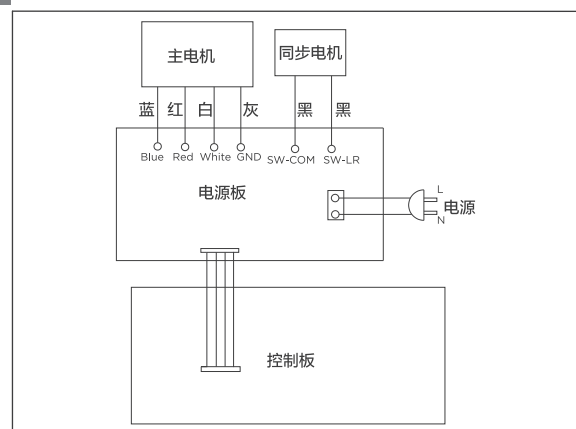 主电机
同步电机
蓝 红 白 灰 黑 黑
Blue Red White GND SW-COM SW-LR
电源板
L
电源
N
控制板